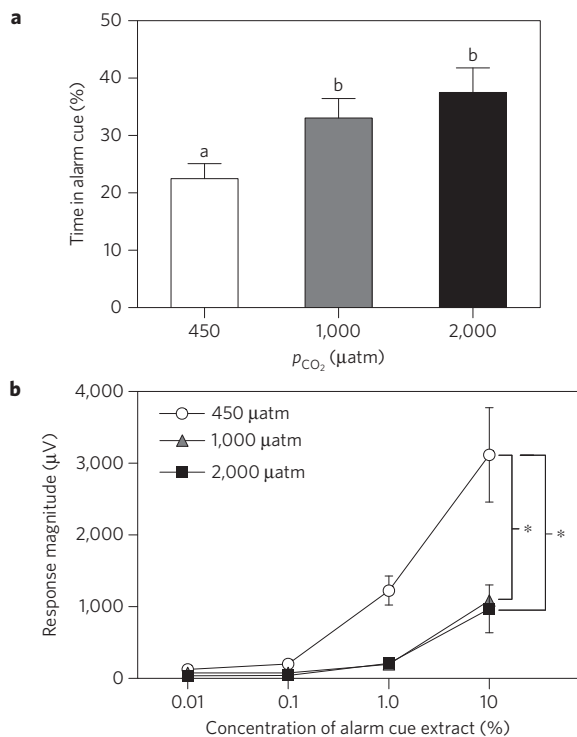 a
50
40
30
20
10
0
Time in alarm cue (%)
a
b
b
450
1,000
2,000
pCO2 (µatm)
b
4,000
3,000
2,000
1,000
0
Response magnitude (µV)
450 µatm
1,000 µatm
2,000 µatm
*
*
0.01
0.1
1.0
10
Concentration of alarm cue extract (%)